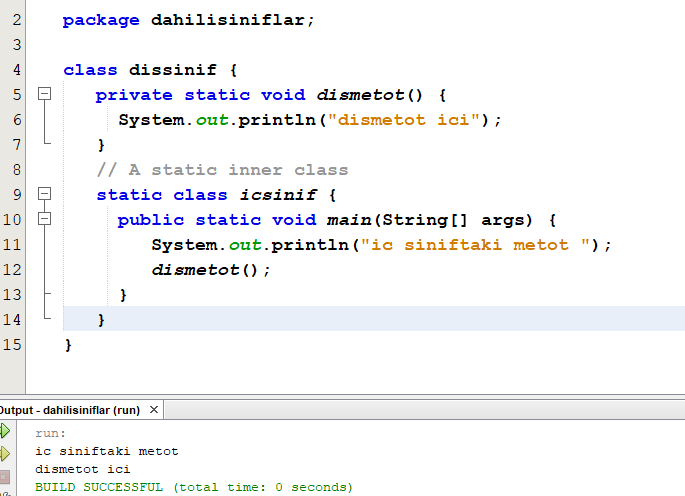 2 package dahilisiniflar;
3
4 class dissinif {
5 private static void dismetot() {
6 System.out.println("dismetot ici");
7 }
8 // A static inner class
9 static class icsinif {
10 public static void main(String[] args) {
11 System.out.println("ic siniftaki metot ");
12 dismetot();
13 }
14 }
15 }
Output - dahilisiniflar (run) ×
run:
ic siniftaki metot
dismetot ici
BUILD SUCCESSFUL (total time: 0 seconds)